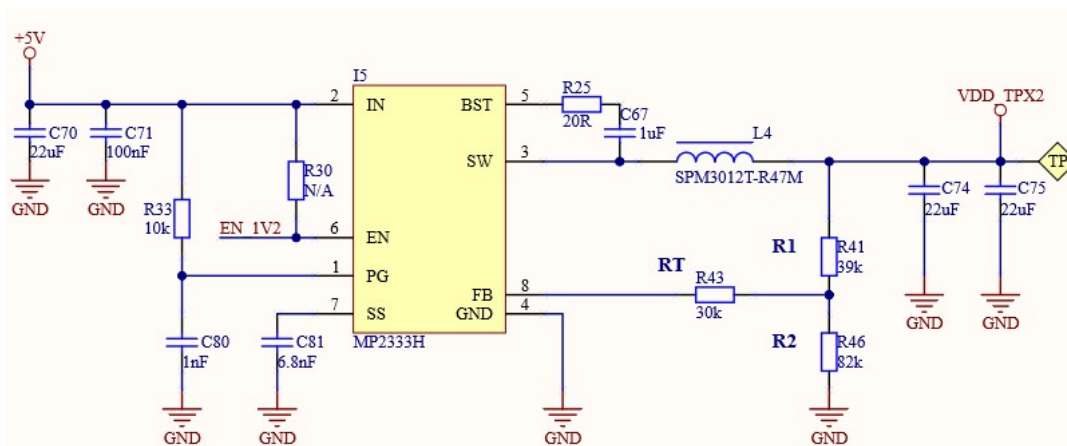 +5V
I5
2 IN
BST 5
R25
20R
C67
1uF
VDD_TPX2
L4
C70
22uF
C71
100nF
SW 3
SPM3012T-R47M
TP
R30
N/A
C74
22uF
C75
22uF
GND
GND
R33
10k
EN_1V2
6 EN
R1
R41
39k
1 PG
RT
R43
30k
FB 8
7 SS
GND 4
GND
GND
C80
1nF
C81
6.8nF
MP2333H
R2
R46
82k
GND
GND
GND
GND